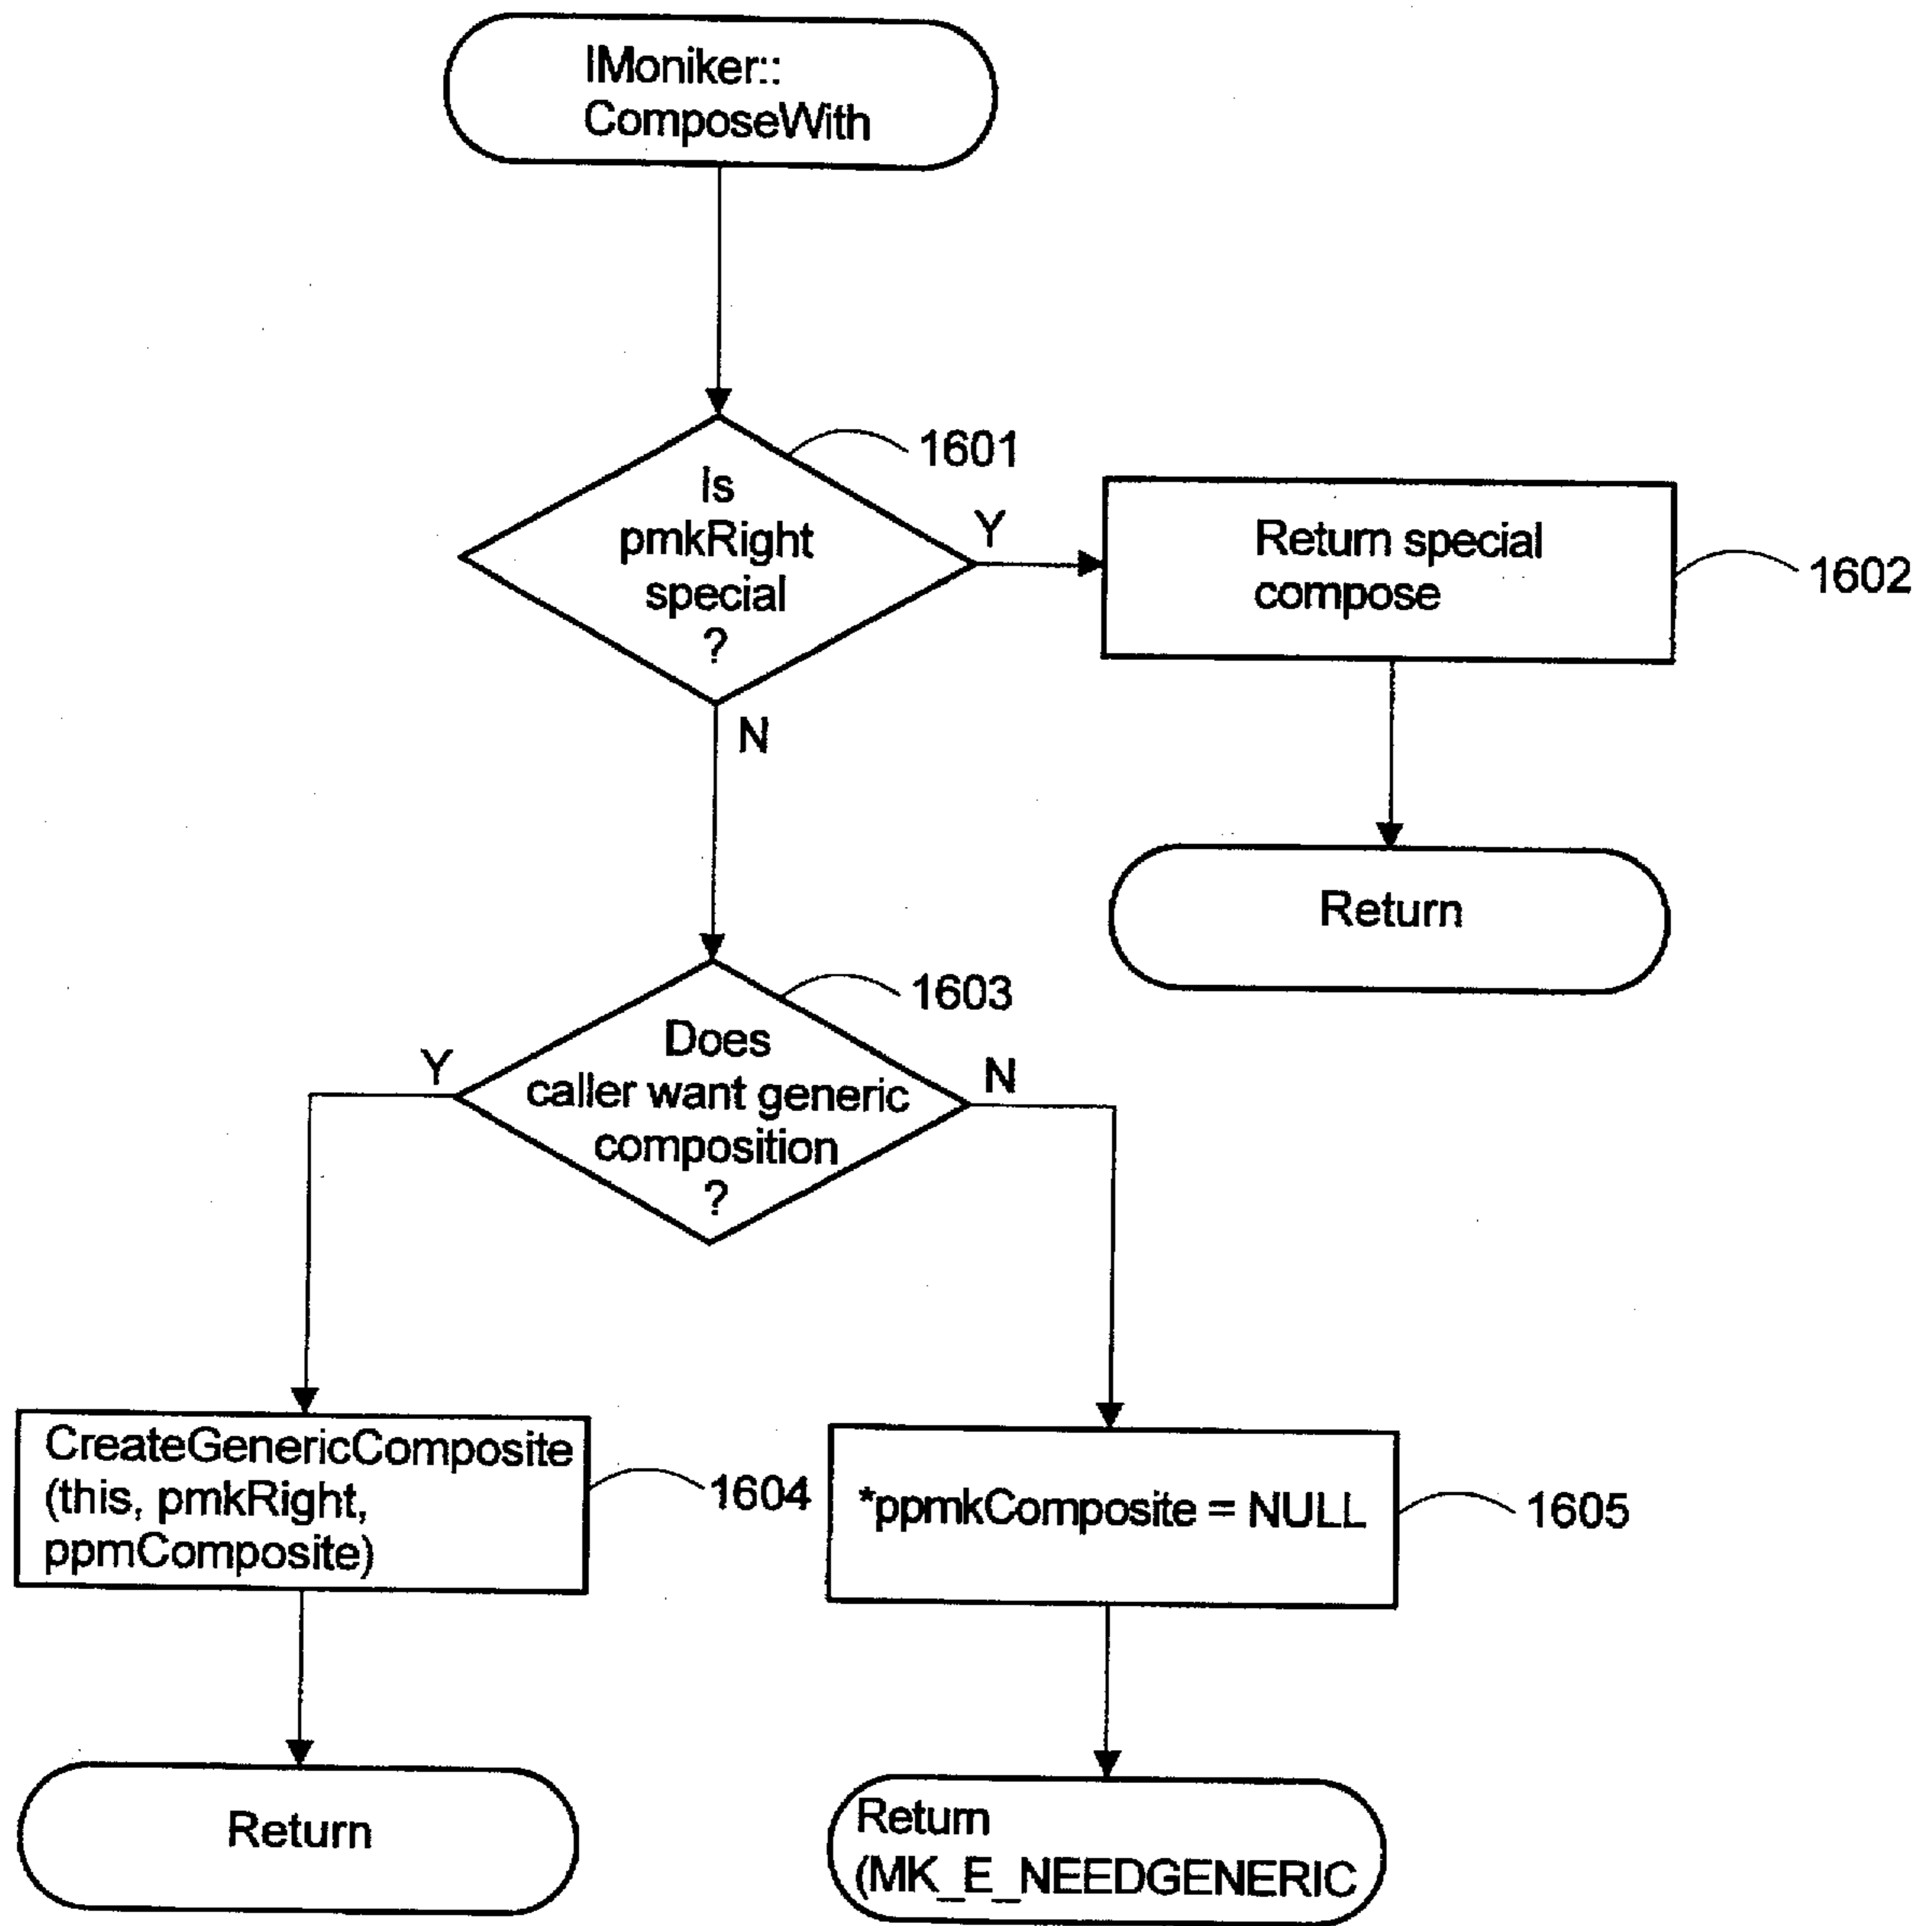 IMoniker::
ComposeWith
1601
Is
pmkRight
special
?
Y
Return special
compose
1602
N
Return
1603
Does
caller want generic
composition
?
Y
N
CreateGenericComposite
(this, pmkRight,
ppmComposite)
1604
*ppmkComposite = NULL
1605
Return
Return
(MK_E_NEEDGENERIC